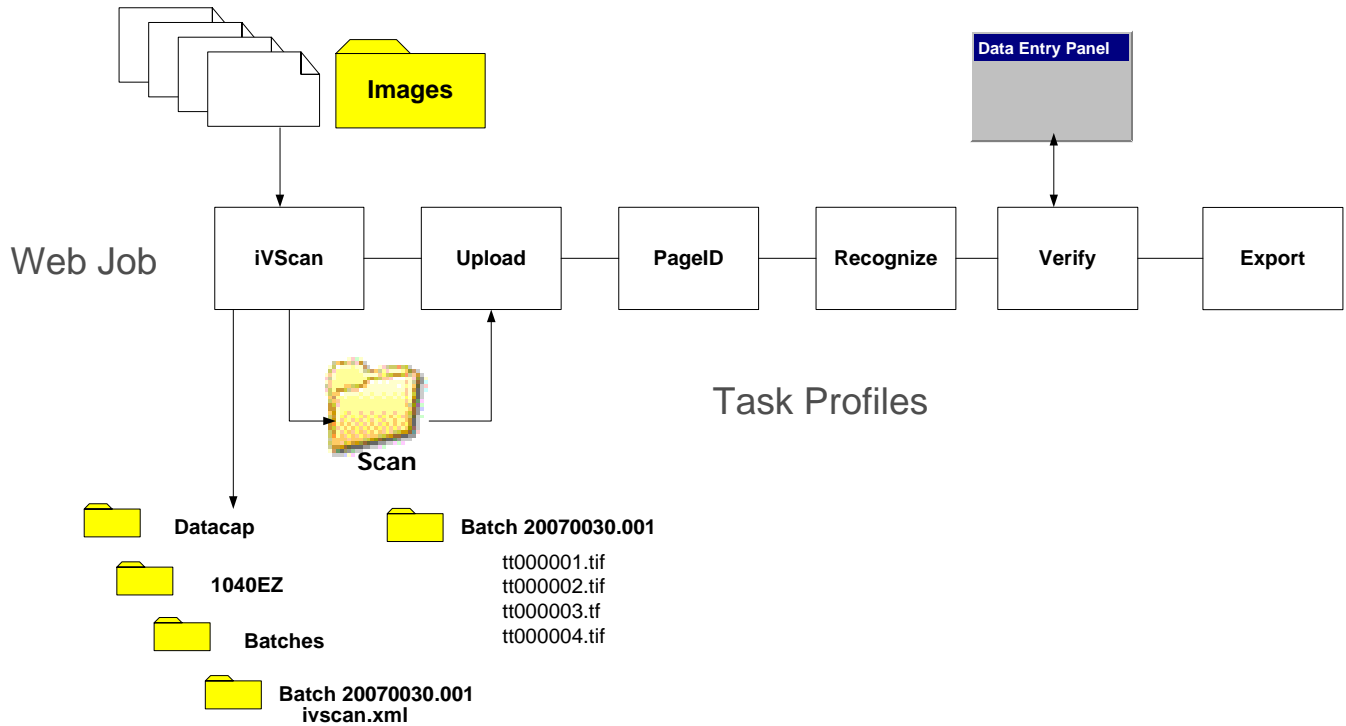 Images
Data Entry Panel
Web Job
iVScan
Upload
PageID
Recognize
Verify
Export
Task Profiles
Scan
Datacap
1040EZ
Batches
Batch 20070030.001
ivscan.xml
Batch 20070030.001
tt000001.tif
tt000002.tif
tt000003.tf
tt000004.tif